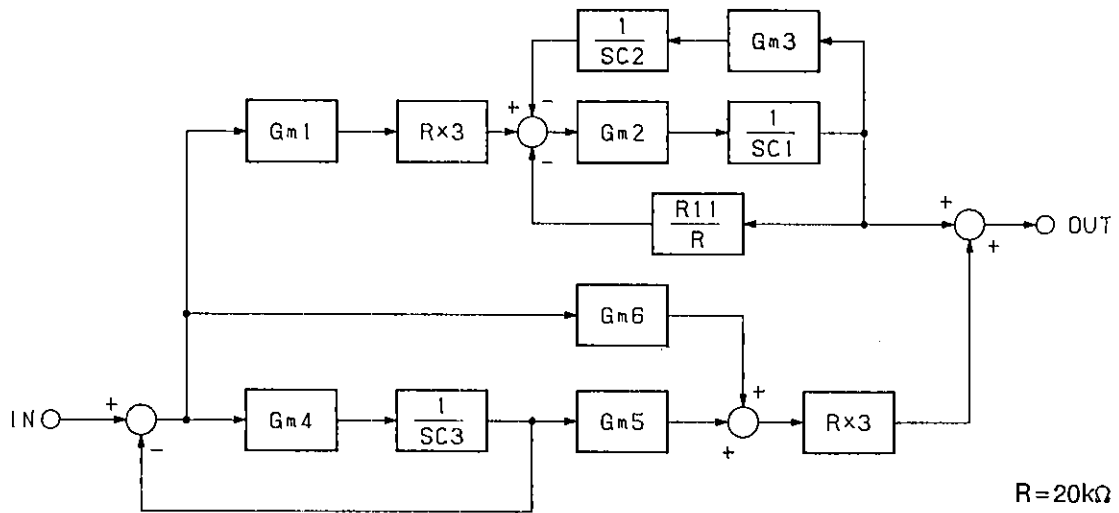 1
SC2
Gm3
+
−
Gm1
R×3
Gm2
1
SC1
−
R11
R
+
OUT
+
Gm6
+
IN
+
Gm4
1
SC3
Gm5
R×3
−
+
R=20kΩ